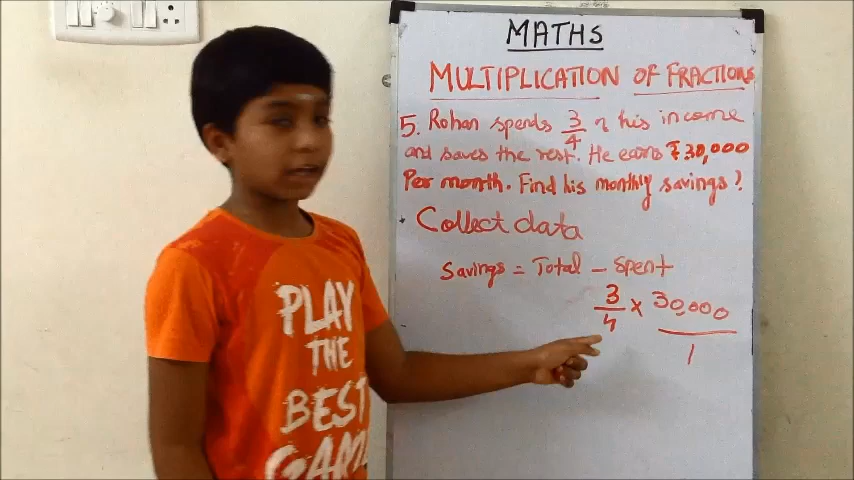 MATHS
MULTIPLICATION OF FRACTIONS
5. Rohan spends 3/4 of his income
and saves the rest. He earns ₹30,000
Per month. Find his monthly savings?
Collect data
Savings = Total - Spent
3/4 x 30,000/1
PLAY
THE
BEST
GAME